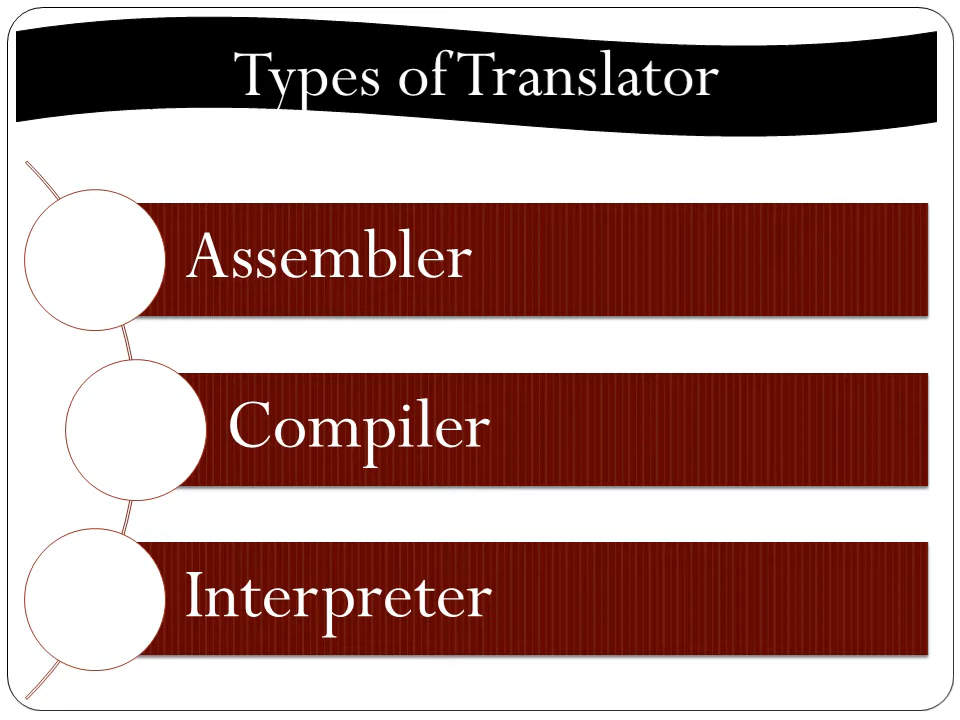 Types of Translator
Assembler
Compiler
Interpreter